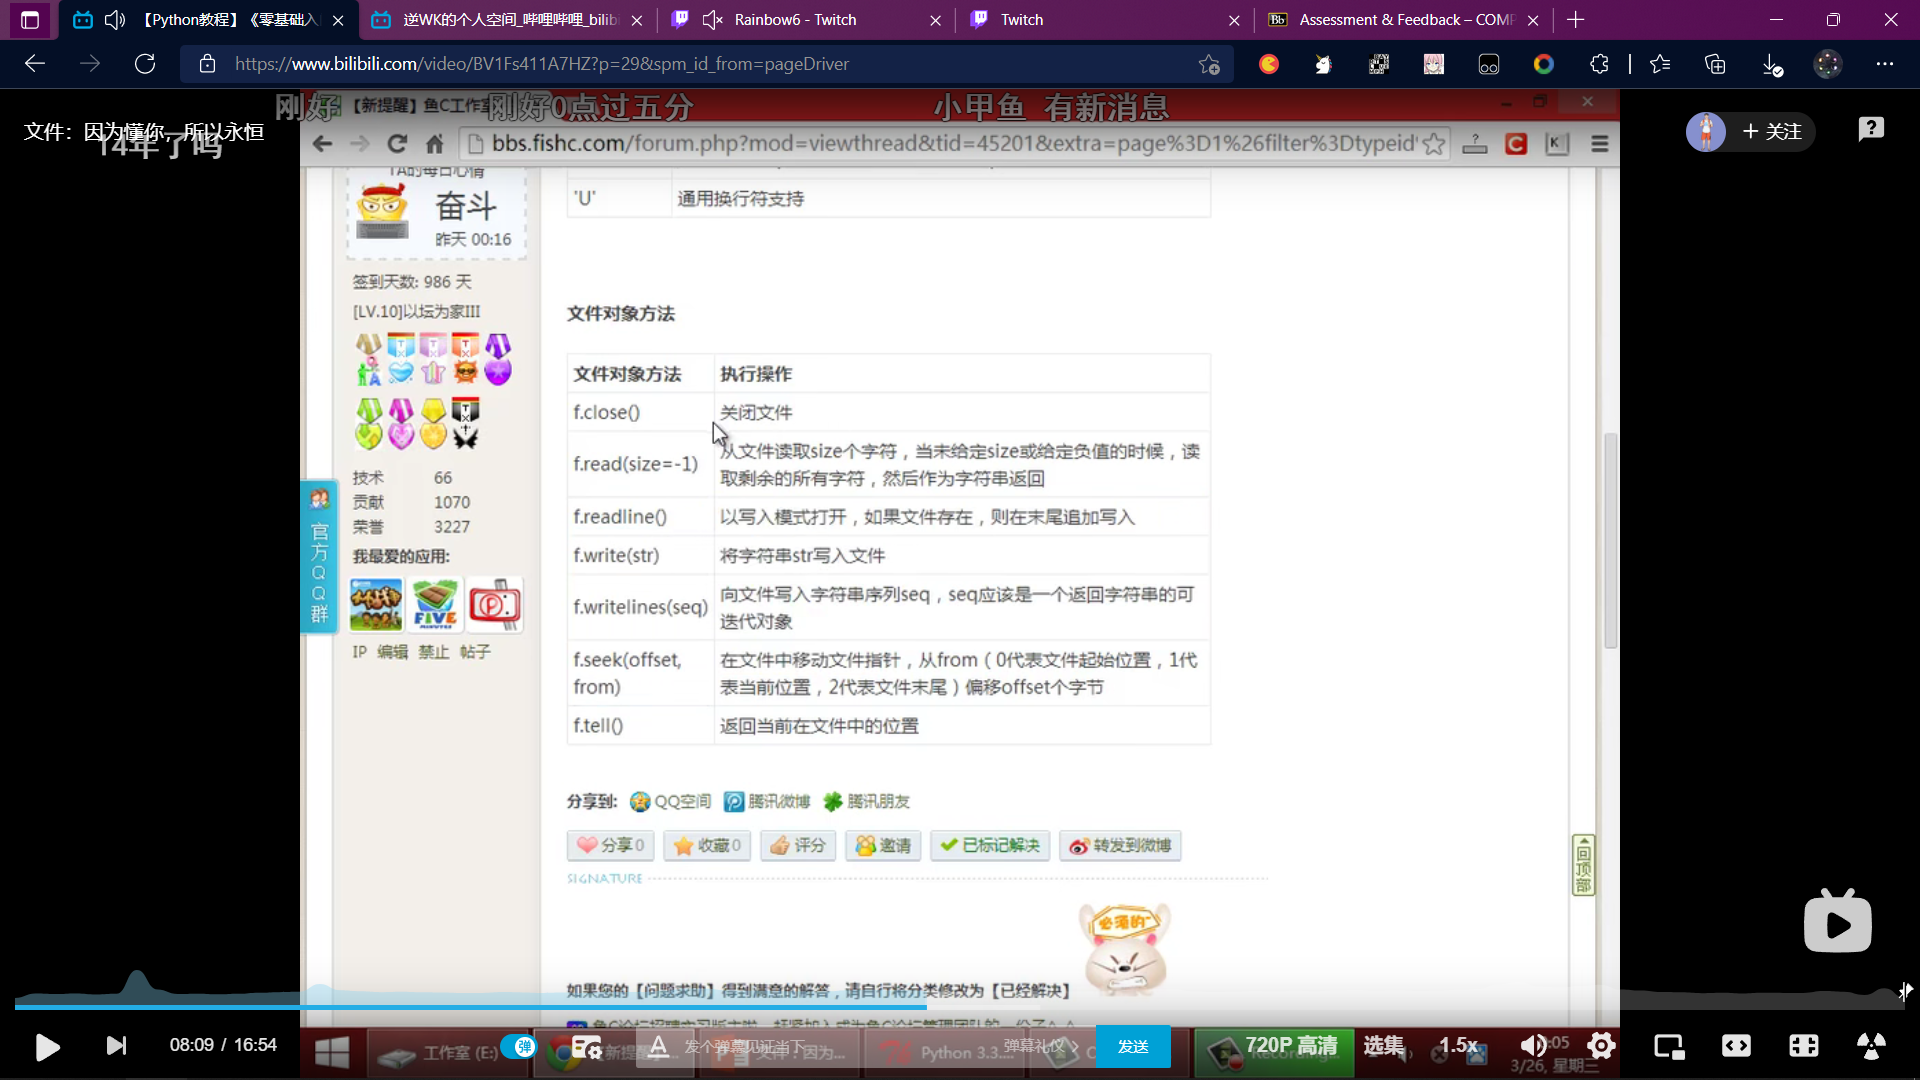 【Python教程】《零基础入
逆WK的个人空间_哔哩哔哩_bilib
Rainbow6 - Twitch
Twitch
Assessment & Feedback – COMP
https://www.bilibili.com/video/BV1Fs411A7HZ?p=29&spm_id_from=pageDriver
刚好
【新提醒】鱼C工作室
刚好0点过五分
小甲鱼 有新消息
文件：因为懂你，所以永恒
14年了吗
+ 关注
bbs.fishc.com/forum.php?mod=viewthread&tid=45201&extra=page%3D1%26filter%3Dtypeid
TA的每日心情
奋斗
昨天 00:16
签到天数: 986 天
[LV.10]以坛为家III
技术 66
贡献 1070
荣誉 3227
我最爱的应用:
FIVE
IP 编辑 禁止 帖子
官方QQ群
'U' 通用换行符支持
文件对象方法
文件对象方法 执行操作
f.close() 关闭文件
f.read(size=-1) 从文件读取size个字符，当未给定size或给定负值的时候，读
取剩余的所有字符，然后作为字符串返回
f.readline() 以写入模式打开，如果文件存在，则在末尾追加写入
f.write(str) 将字符串str写入文件
f.writelines(seq) 向文件写入字符串序列seq，seq应该是一个返回字符串的可
迭代对象
f.seek(offset, 在文件中移动文件指针，从from（0代表文件起始位置，1代
from) 表当前位置，2代表文件末尾）偏移offset个字节
f.tell() 返回当前在文件中的位置
分享到: QQ空间 腾讯微博 腾讯朋友
分享 0 收藏 0 评分 邀请 已标记解决 转发到微博
SIGNATURE
回顶部
必须的~
如果您的【问题求助】得到满意的解答，请自行将分类修改为【已经解决】
08:09 / 16:54
工作室 (E:)
弹
发个弹幕见证当下
Python 3.3....
弹幕礼仪
发送
720P 高清
选集
1.5x
3/26, 星期三